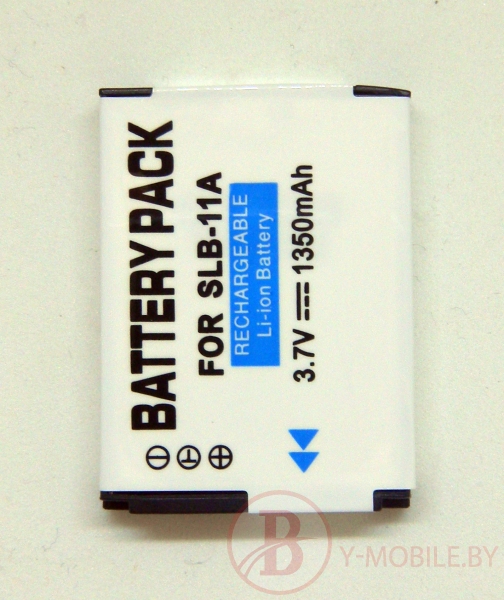 BATTERY PACK
FOR SLB-11A
RECHARGEABLE
Li-ion Battery
3.7V ⎓ 1350mAh
⊖ T ⊕
B
Y-MOBILE.BY